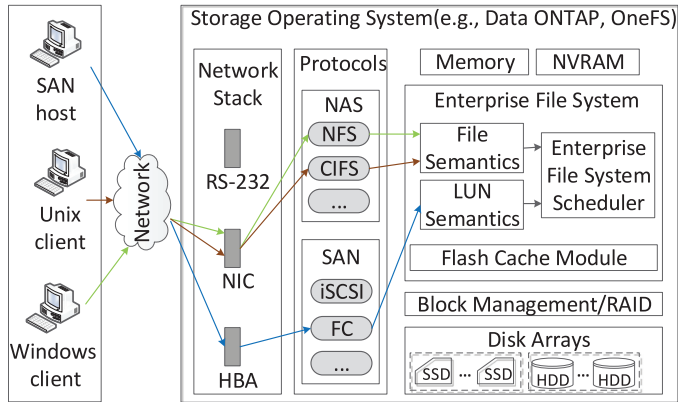 Storage Operating System(e.g., Data ONTAP, OneFS)
SAN
host
Unix
client
Windows
client
Network
Network
Stack
RS-232
NIC
HBA
Protocols
NAS
NFS
CIFS
...
SAN
iSCSI
FC
...
Memory
NVRAM
Enterprise File System
File
Semantics
LUN
Semantics
Enterprise
File System
Scheduler
Flash Cache Module
Block Management/RAID
Disk Arrays
SSD ... SSD
HDD ... HDD